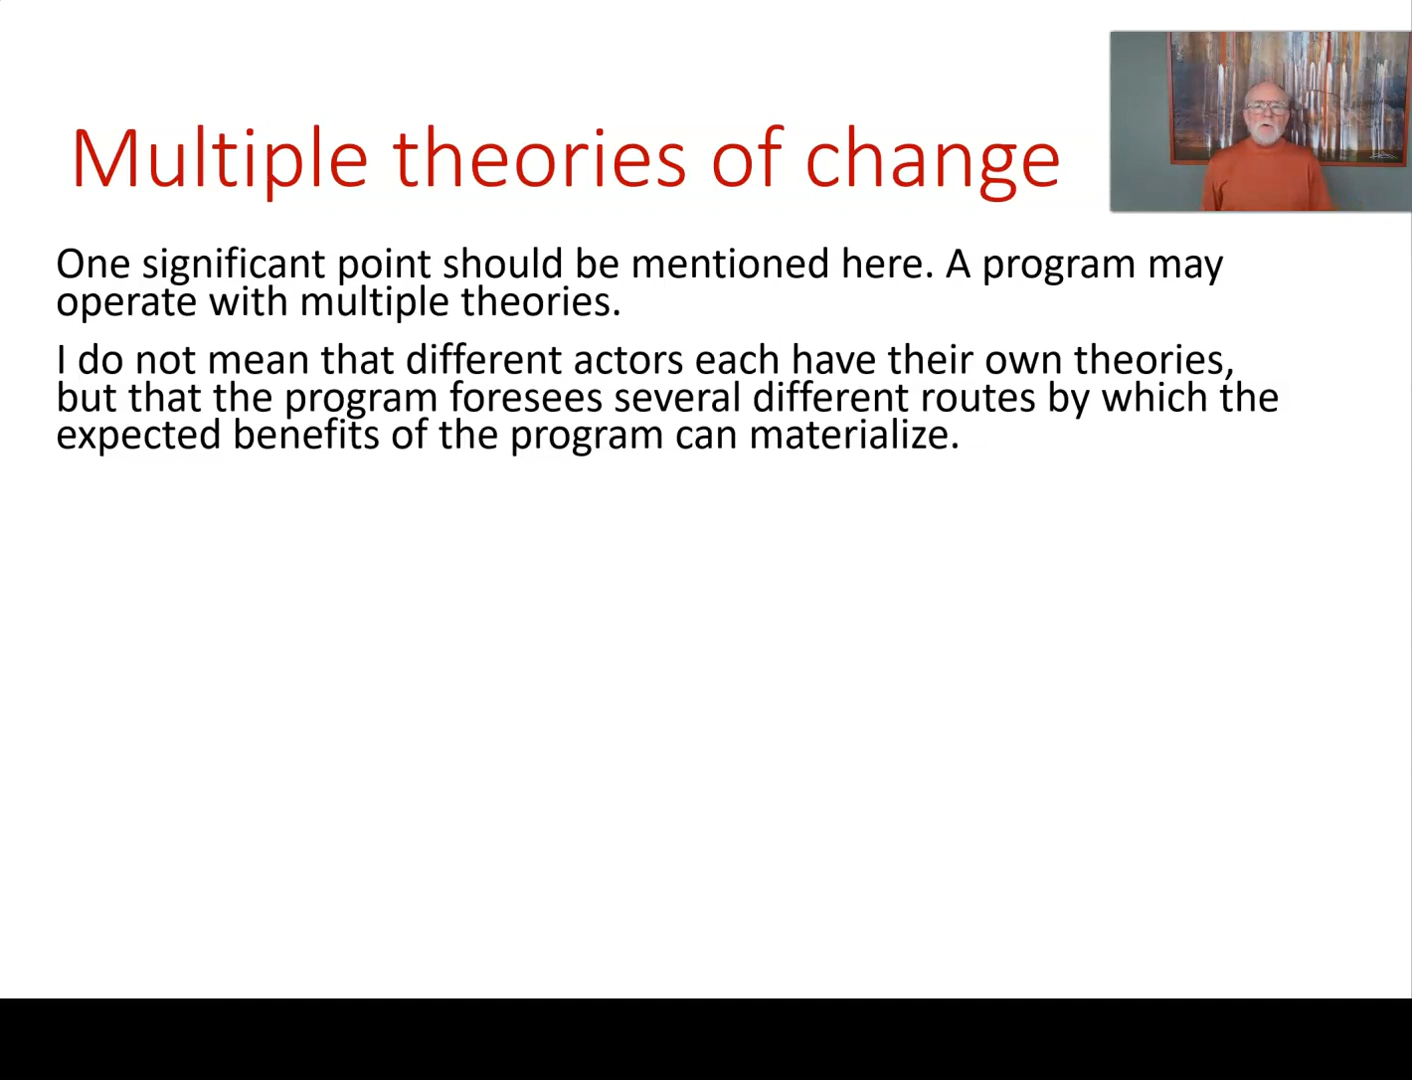 Multiple theories of change
One significant point should be mentioned here. A program may
operate with multiple theories.
I do not mean that different actors each have their own theories,
but that the program foresees several different routes by which the
expected benefits of the program can materialize.